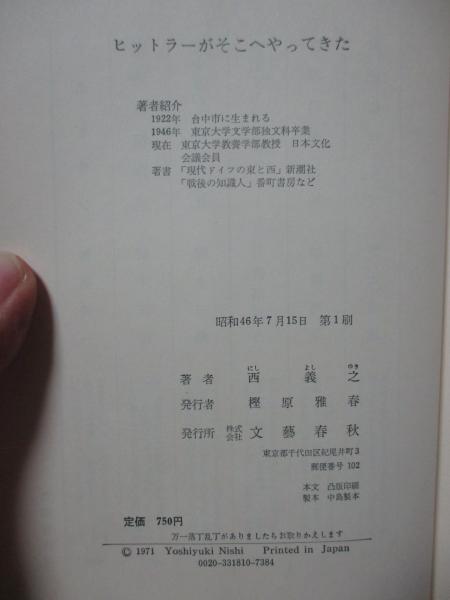 ヒットラーがそこへやってきた
著者紹介
1922年 台中市に生まれる
1946年 東京大学文学部独文科卒業
現在 東京大学教養学部教授 日本文化
会議会員
著書 「現代ドイツの東と西」新潮社
「戦後の知識人」番町書房など
昭和46年7月15日 第1刷
にし よし ゆき
著者 西義之
発行者 樫原雅春
発行所 株式会社 文藝春秋
東京都千代田区紀尾井町3
郵便番号 102
本文 凸版印刷
製本 中島製本
定価 750円
万一落丁乱丁がありましたらお取りかえします
© 1971 Yoshiyuki Nishi Printed in Japan
0020-331810-7384